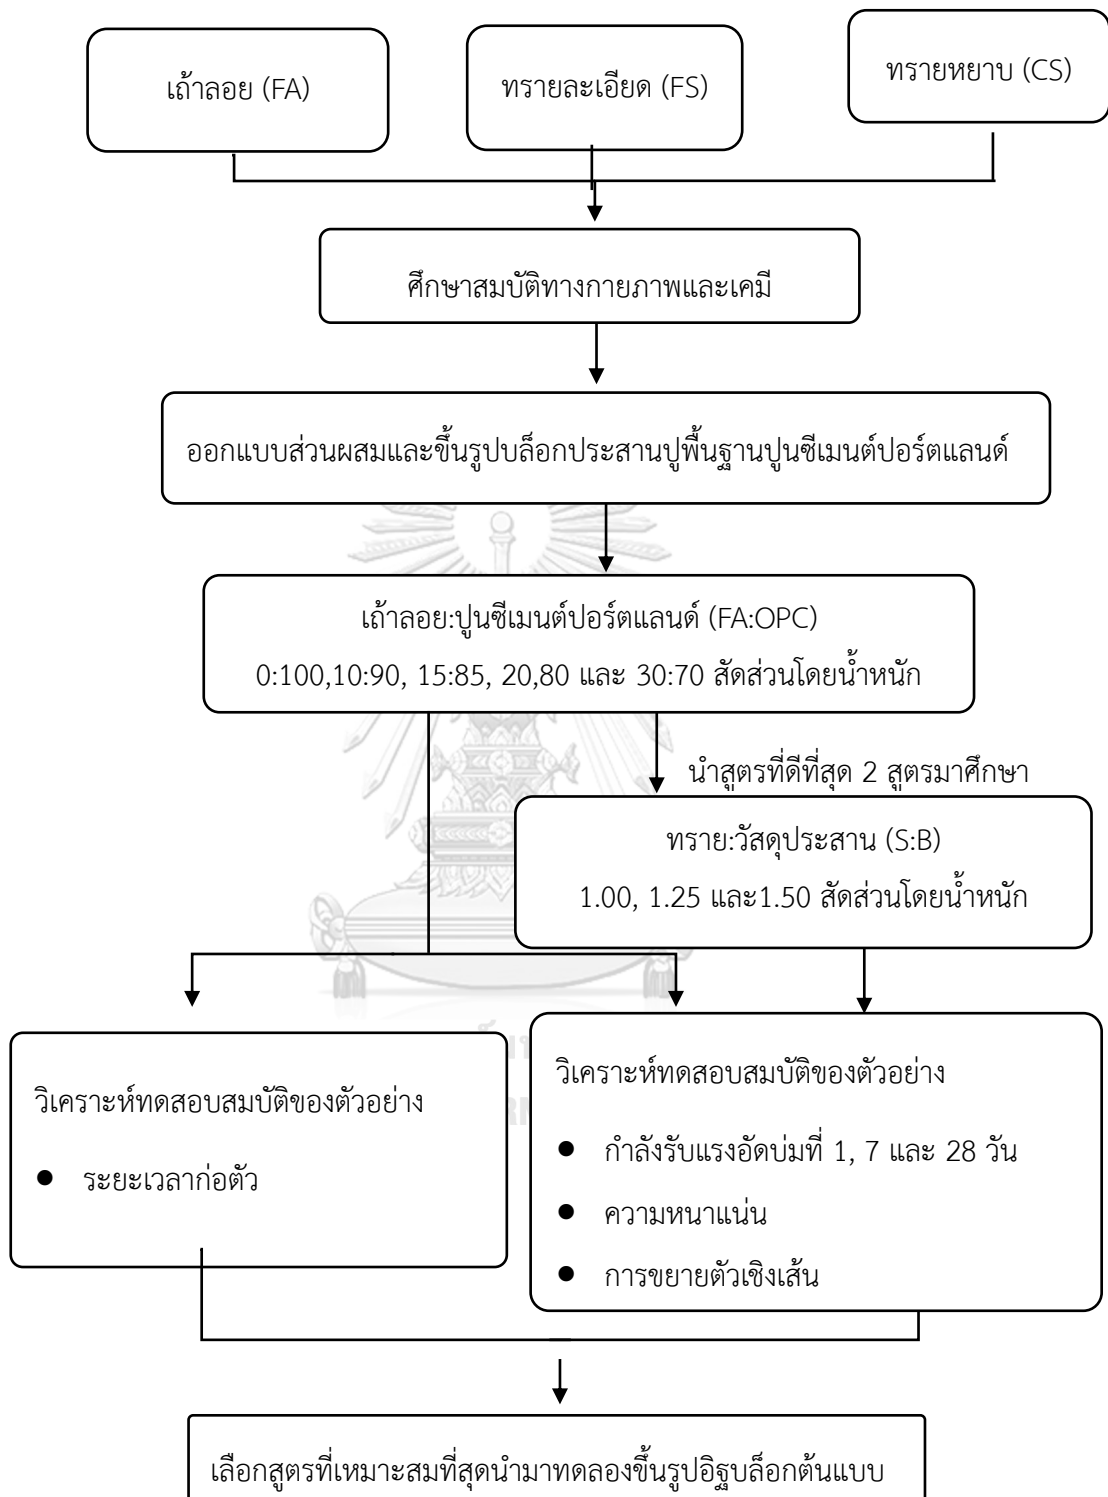 เถ้าลอย (FA)
ทรายละเอียด (FS)
ทรายหยาบ (CS)
ศึกษาสมบัติทางกายภาพและเคมี
ออกแบบส่วนผสมและขึ้นรูปบล็อกประสานปูพื้นฐานปูนซีเมนต์ปอร์ตแลนด์
เถ้าลอย:ปูนซีเมนต์ปอร์ตแลนด์ (FA:OPC)
0:100,10:90, 15:85, 20,80 และ 30:70 สัดส่วนโดยน้ำหนัก
นำสูตรที่ดีที่สุด 2 สูตรมาศึกษา
ทราย:วัสดุประสาน (S:B)
1.00, 1.25 และ1.50 สัดส่วนโดยน้ำหนัก
วิเคราะห์ทดสอบสมบัติของตัวอย่าง
● ระยะเวลาก่อตัว
วิเคราะห์ทดสอบสมบัติของตัวอย่าง
● กำลังรับแรงอัดบ่มที่ 1, 7 และ 28 วัน
● ความหนาแน่น
● การขยายตัวเชิงเส้น
เลือกสูตรที่เหมาะสมที่สุดนำมาทดลองขึ้นรูปอิฐบล็อกต้นแบบ